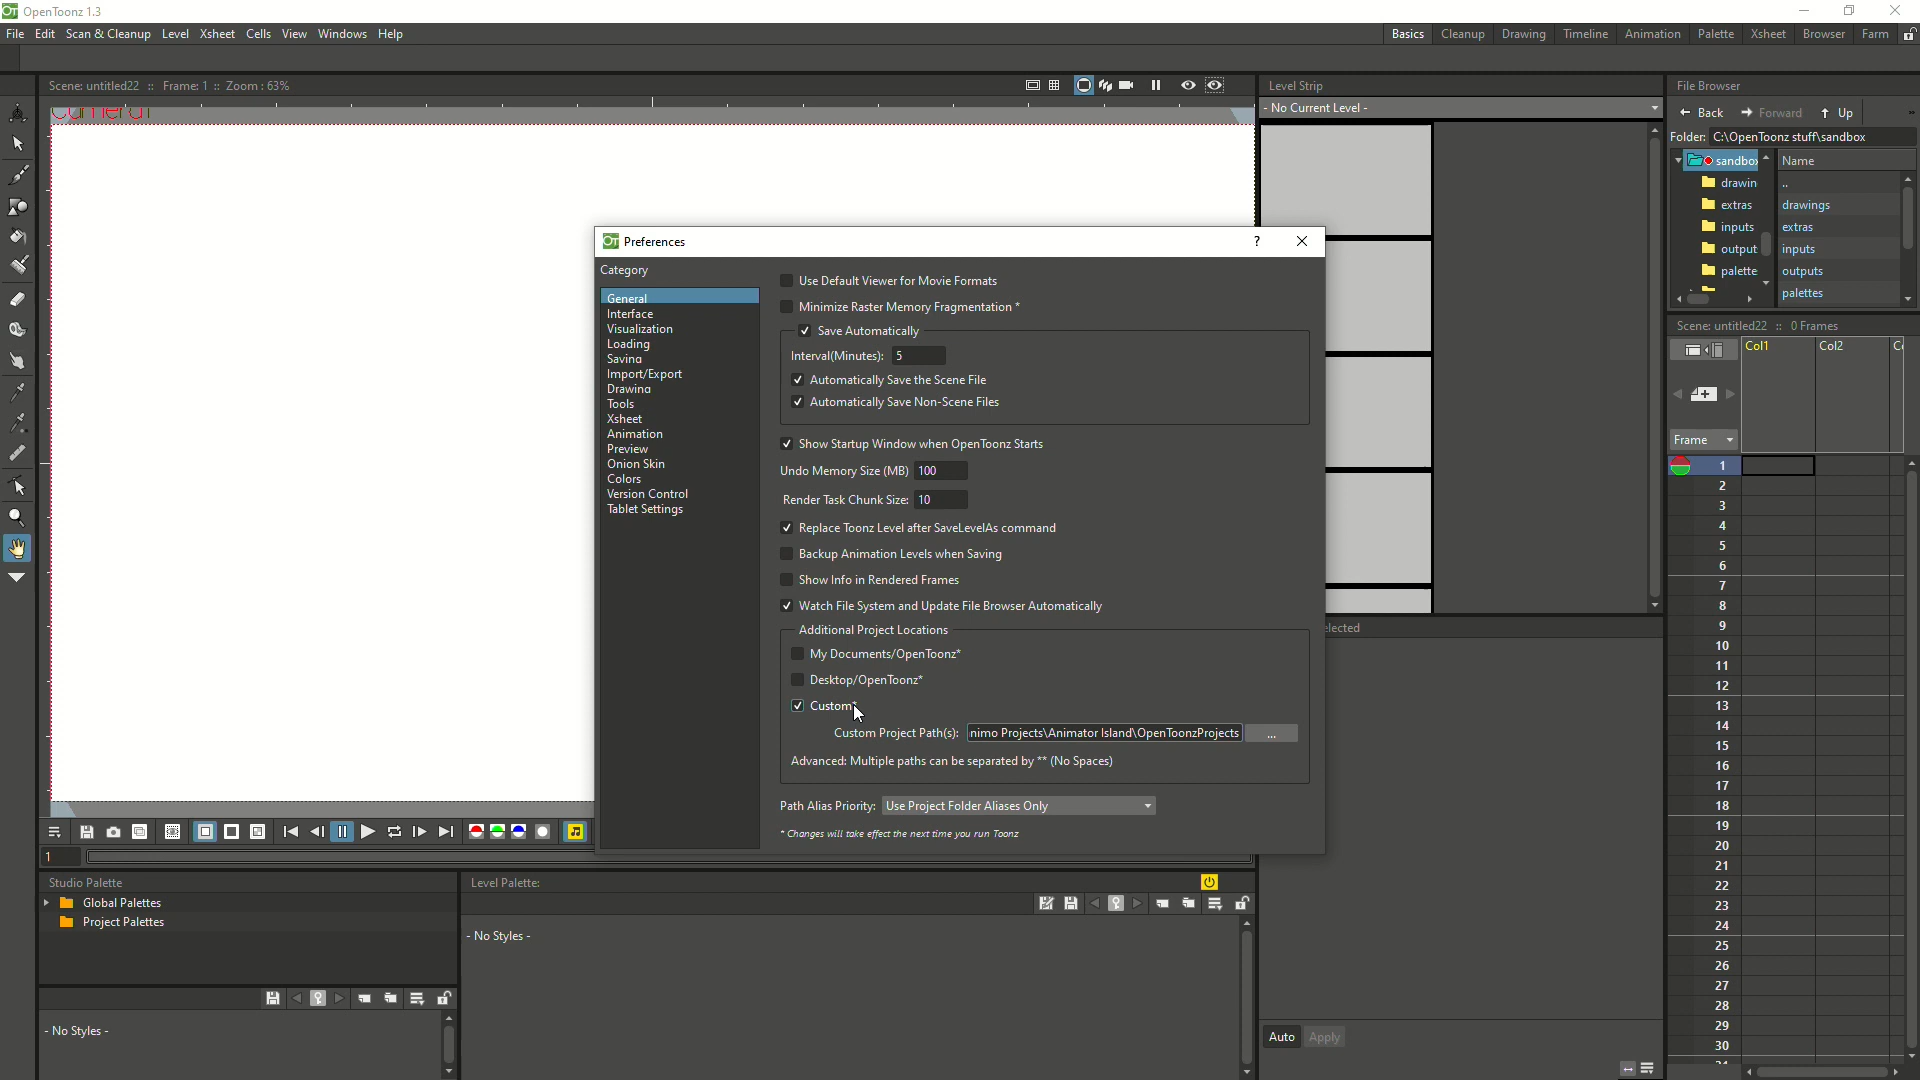 OpenToonz 1.3
File Edit Scan & Cleanup Level Xsheet Cells View Windows Help
Basics Cleanup Drawing Timeline Animation Palette Xsheet Browser Farm
Scene: untitled22 :: Frame: 1 :: Zoom : 63%
Level Strip
- No Current Level -
File Browser
Back Forward Up
Folder: C:\OpenToonz stuff\sandbox
sandbox
drawin
extras
inputs
output
palette
Name
..
drawings
extras
inputs
outputs
palettes
Preferences
?
Category
General
Interface
Visualization
Loading
Saving
Import/Export
Drawing
Tools
Xsheet
Animation
Preview
Onion Skin
Colors
Version Control
Tablet Settings
Use Default Viewer for Movie Formats
Minimize Raster Memory Fragmentation *
Save Automatically
Interval(Minutes): 5
Automatically Save the Scene File
Automatically Save Non-Scene Files
Show Startup Window when OpenToonz Starts
Undo Memory Size (MB) 100
Render Task Chunk Size: 10
Replace Toonz Level after SaveLevelAs command
Backup Animation Levels when Saving
Show Info in Rendered Frames
Watch File System and Update File Browser Automatically
Additional Project Locations
My Documents/OpenToonz*
Desktop/OpenToonz*
Custom*
Custom Project Path(s): nimo Projects\Animator Island\OpenToonzProjects ...
Advanced: Multiple paths can be separated by ** (No Spaces)
Path Alias Priority: Use Project Folder Aliases Only
* Changes will take effect the next time you run Toonz
elected
Auto Apply
Scene: untitled22 :: 0 Frames
Col1 Col2
Frame
1
2
3
4
5
6
7
8
9
10
11
12
13
14
15
16
17
18
19
20
21
22
23
24
25
26
27
28
29
30
1
Studio Palette
Global Palettes
Project Palettes
- No Styles -
Level Palette:
- No Styles -